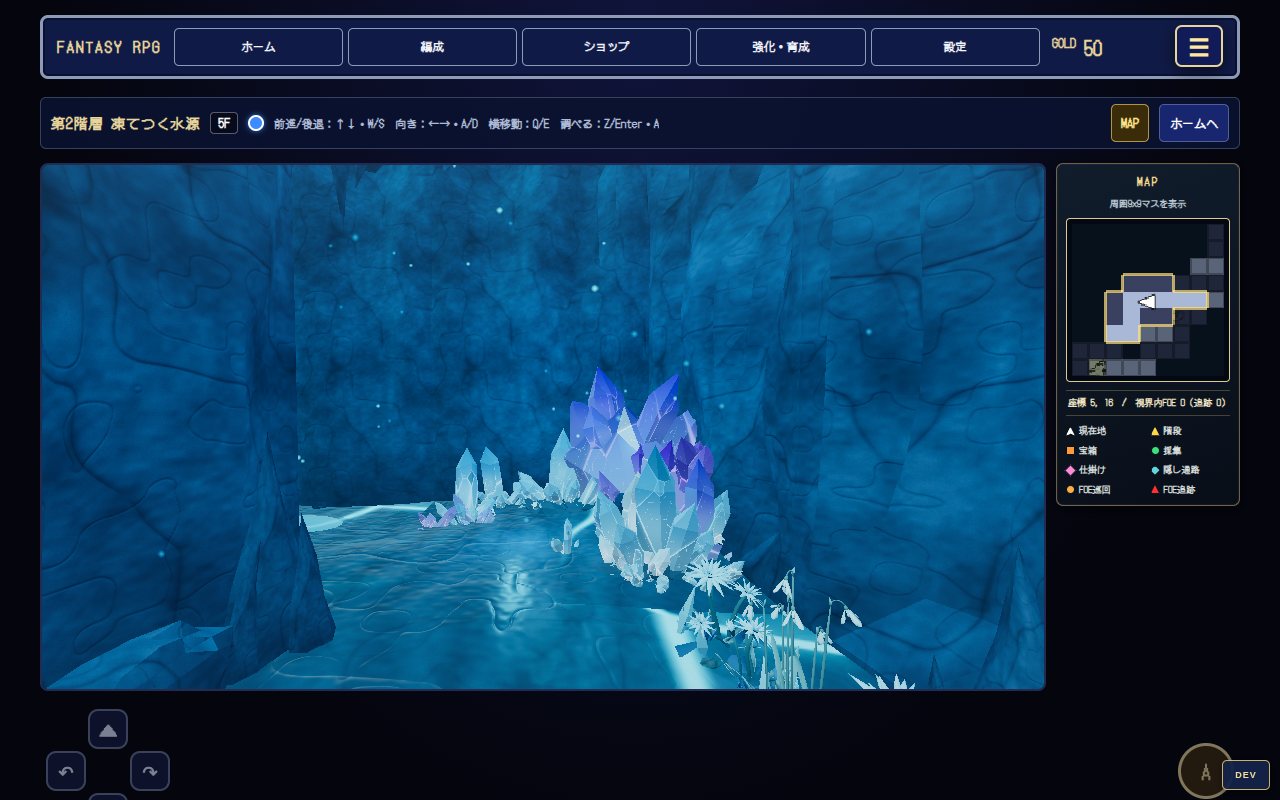 FANTASY RPG
ホーム
編成
ショップ
強化・育成
設定
GOLD 50
第2階層 凍てつく水源
5F
前進/後退：↑↓・W/S 向き：←→・A/D 横移動：Q/E 調べる：Z/Enter・A
MAP
ホームへ
MAP
周囲9x9マスを表示
座標 5, 16 / 視界内FOE 0 (追跡 0)
現在地
階段
宝箱
採集
仕掛け
隠し通路
FOE巡回
FOE追跡
A
DEV